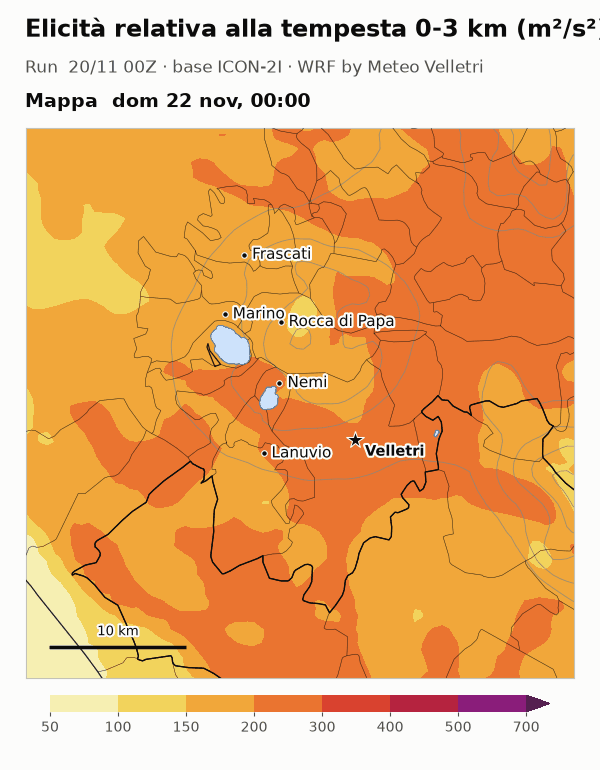 Elicità relativa alla tempesta 0-3 km (m²/s²)
Run 20/11 00Z · base ICON-2I · WRF by Meteo Velletri
Mappa dom 22 nov, 00:00
Frascati
Marino
Rocca di Papa
Nemi
Velletri
Lanuvio
10 km
50 100 150 200 300 400 500 700